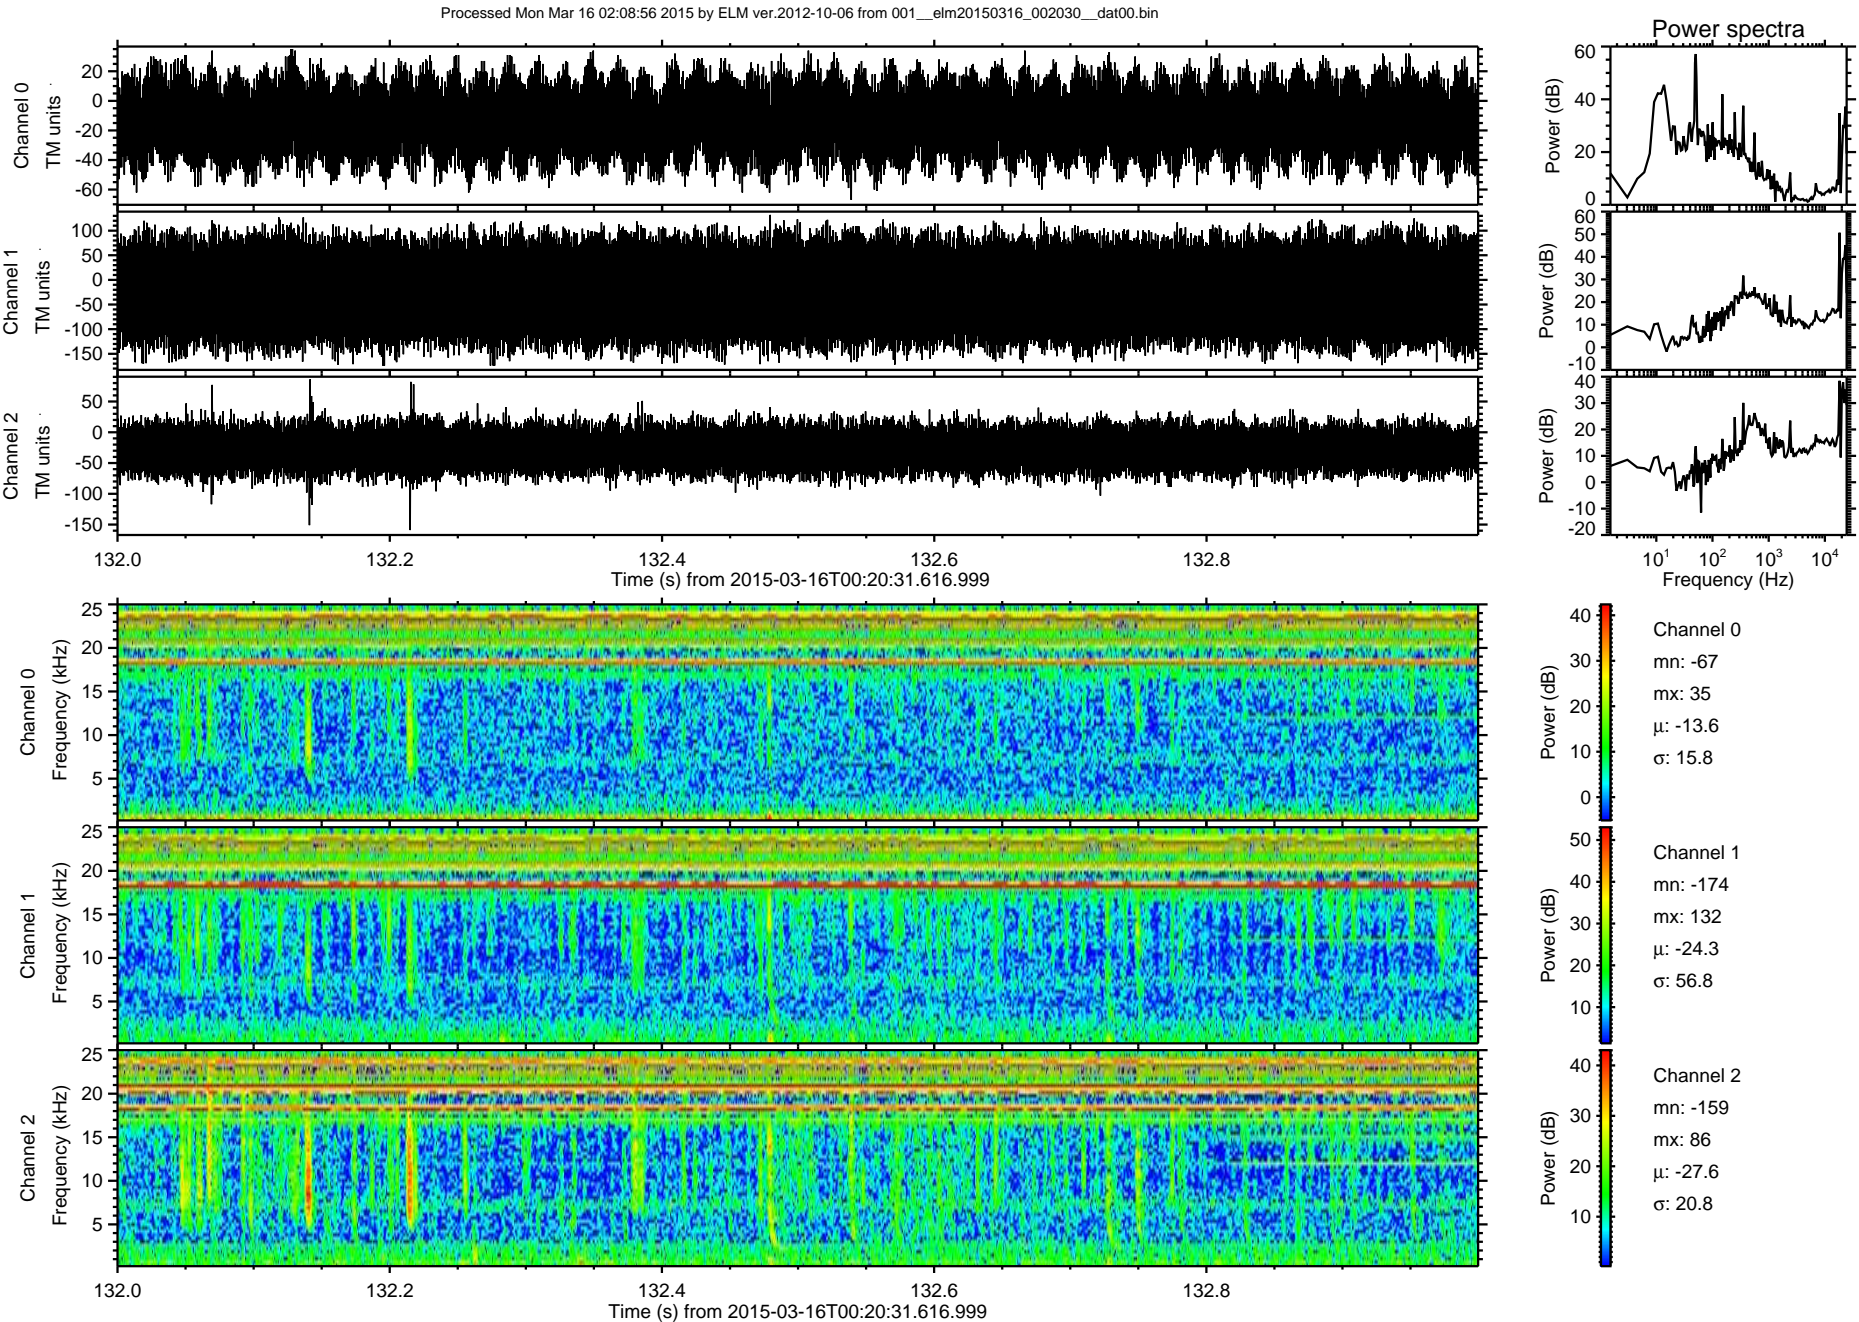 Processed Mon Mar 16 02:08:56 2015 by ELM ver.2012-10-06 from 001__elm20150316_002030__dat00.bin
Power spectra
Channel 0
TM units
20
0
-20
-40
-60
Power (dB)
60
40
20
0
Channel 1
TM units
100
50
0
-50
-100
-150
Power (dB)
60
50
40
30
20
10
0
-10
Channel 2
TM units
50
0
-50
-100
-150
Power (dB)
40
30
20
10
0
-10
-20
132.0 132.2 132.4 132.6 132.8
Time (s) from 2015-03-16T00:20:31.616.999
10^1 10^2 10^3 10^4
Frequency (Hz)
Channel 0
Frequency (kHz)
25
20
15
10
5
Power (dB)
40
30
20
10
0
Channel 0
mn: -67
mx: 35
μ: -13.6
σ: 15.8
Channel 1
Frequency (kHz)
25
20
15
10
5
Power (dB)
50
40
30
20
10
Channel 1
mn: -174
mx: 132
μ: -24.3
σ: 56.8
Channel 2
Frequency (kHz)
25
20
15
10
5
Power (dB)
40
30
20
10
Channel 2
mn: -159
mx: 86
μ: -27.6
σ: 20.8
132.0 132.2 132.4 132.6 132.8
Time (s) from 2015-03-16T00:20:31.616.999